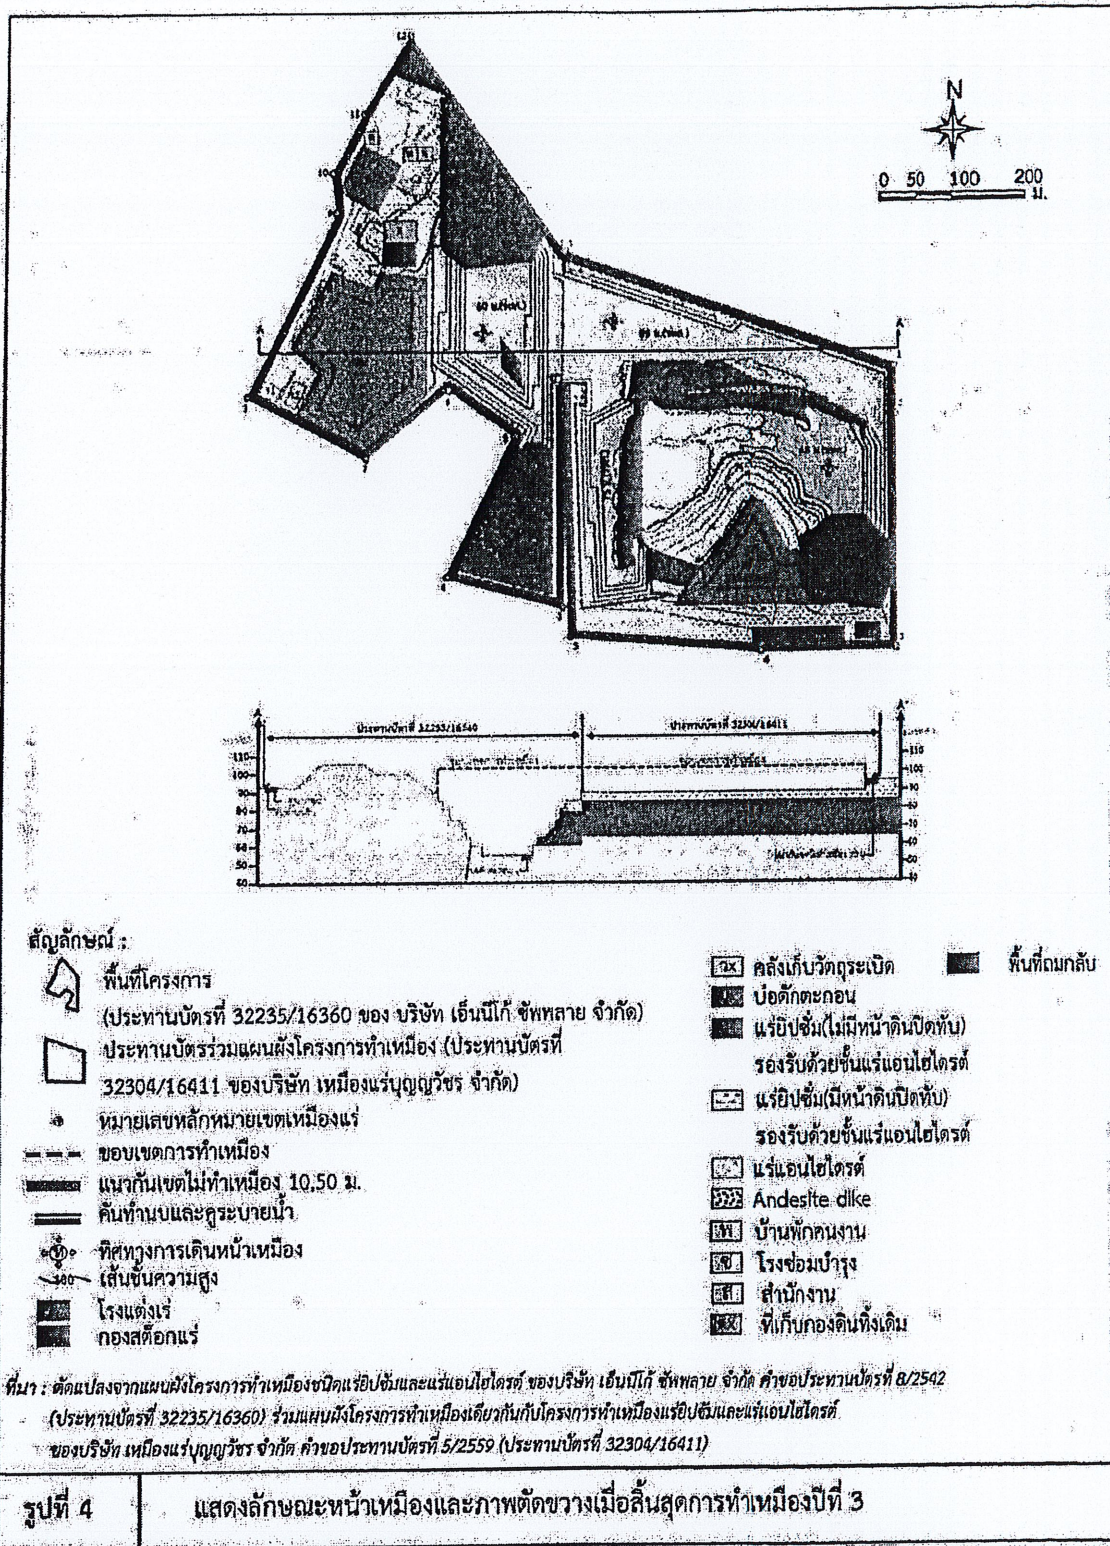 N
0 50 100 200
ม.
A A'
ประทานบัตรที่ ประทานบัตรที่ 32304/16411
สัญลักษณ์ :
พื้นที่โครงการ
(ประทานบัตรที่ 32235/16360 ของ บริษัท เอ็นนีโก้ ซัพพลาย จำกัด)
ประทานบัตรร่วมแผนผังโครงการทำเหมือง (ประทานบัตรที่
32304/16411 ของบริษัท เหมืองแร่บุญญวัชร จำกัด)
หมายเลขหลักหมายเขตเหมืองแร่
ขอบเขตการทำเหมือง
แนวกันเขตไม่ทำเหมือง 10,50 ม.
คันทำนบและคูระบายน้ำ
ทิศทางการเดินหน้าเหมือง
เส้นชั้นความสูง
โรงแต่งแร่
กองสต็อกแร่
คลังเก็บวัตถุระเบิด
บ่อดักตะกอน
แร่ยิปซั่ม(ไม่มีหน้าดินปิดทับ)
รองรับด้วยชั้นแร่แอนไฮไดรต์
แร่ยิปซั่ม(มีหน้าดินปิดทับ)
รองรับด้วยชั้นแร่แอนไฮไดรต์
แร่แอนไฮไดรต์
Andesite dike
พ บ้านพักคนงาน
ซ โรงซ่อมบำรุง
ส สำนักงาน
ที่เก็บกองดินทิ้งเดิม
พื้นที่ถมกลับ
ที่มา : ดัดแปลงจากแผนผังโครงการทำเหมืองชนิดแร่ยิปซั่มและแร่แอนไฮไดรต์ ของบริษัท เอ็นนีโก้ ซัพพลาย จำกัด คำขอประทานบัตรที่ 8/2542
(ประทานบัตรที่ 32235/16360) ร่วมแผนผังโครงการทำเหมืองเดียวกันกับโครงการทำเหมืองแร่ยิปซั่มและแร่แอนไฮไดรต์
ของบริษัท เหมืองแร่บุญญวัชร จำกัด คำขอประทานบัตรที่ 5/2559 (ประทานบัตรที่ 32304/16411)
รูปที่ 4 แสดงลักษณะหน้าเหมืองและภาพตัดขวางเมื่อสิ้นสุดการทำเหมืองปีที่ 3